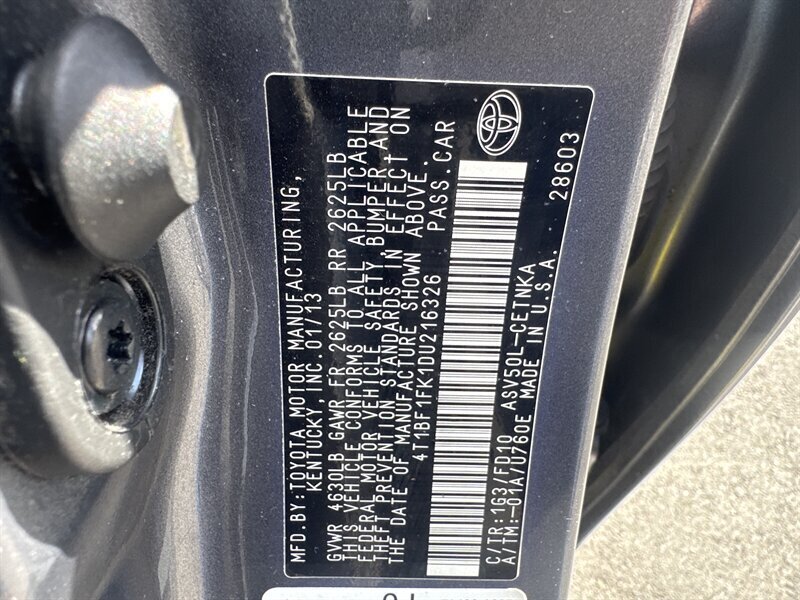 MFD. BY: TOYOTA MOTOR MANUFACTURING,
KENTUCKY, INC. 01/13
GVWR 4630LB GAWR FR 2625LB RR 2625LB
THIS VEHICLE CONFORMS TO ALL APPLICABLE
FEDERAL MOTOR VEHICLE SAFETY, BUMPER, AND
THEFT PREVENTION STANDARDS IN EFFECT ON
THE DATE OF MANUFACTURE SHOWN ABOVE.
4T1BF1FK1DU216326 PASS. CAR
C/TR: 1G3/FD10 ASV50L-CETNKA
A/TM: -01A/U760E MADE IN U.S.A.
28603